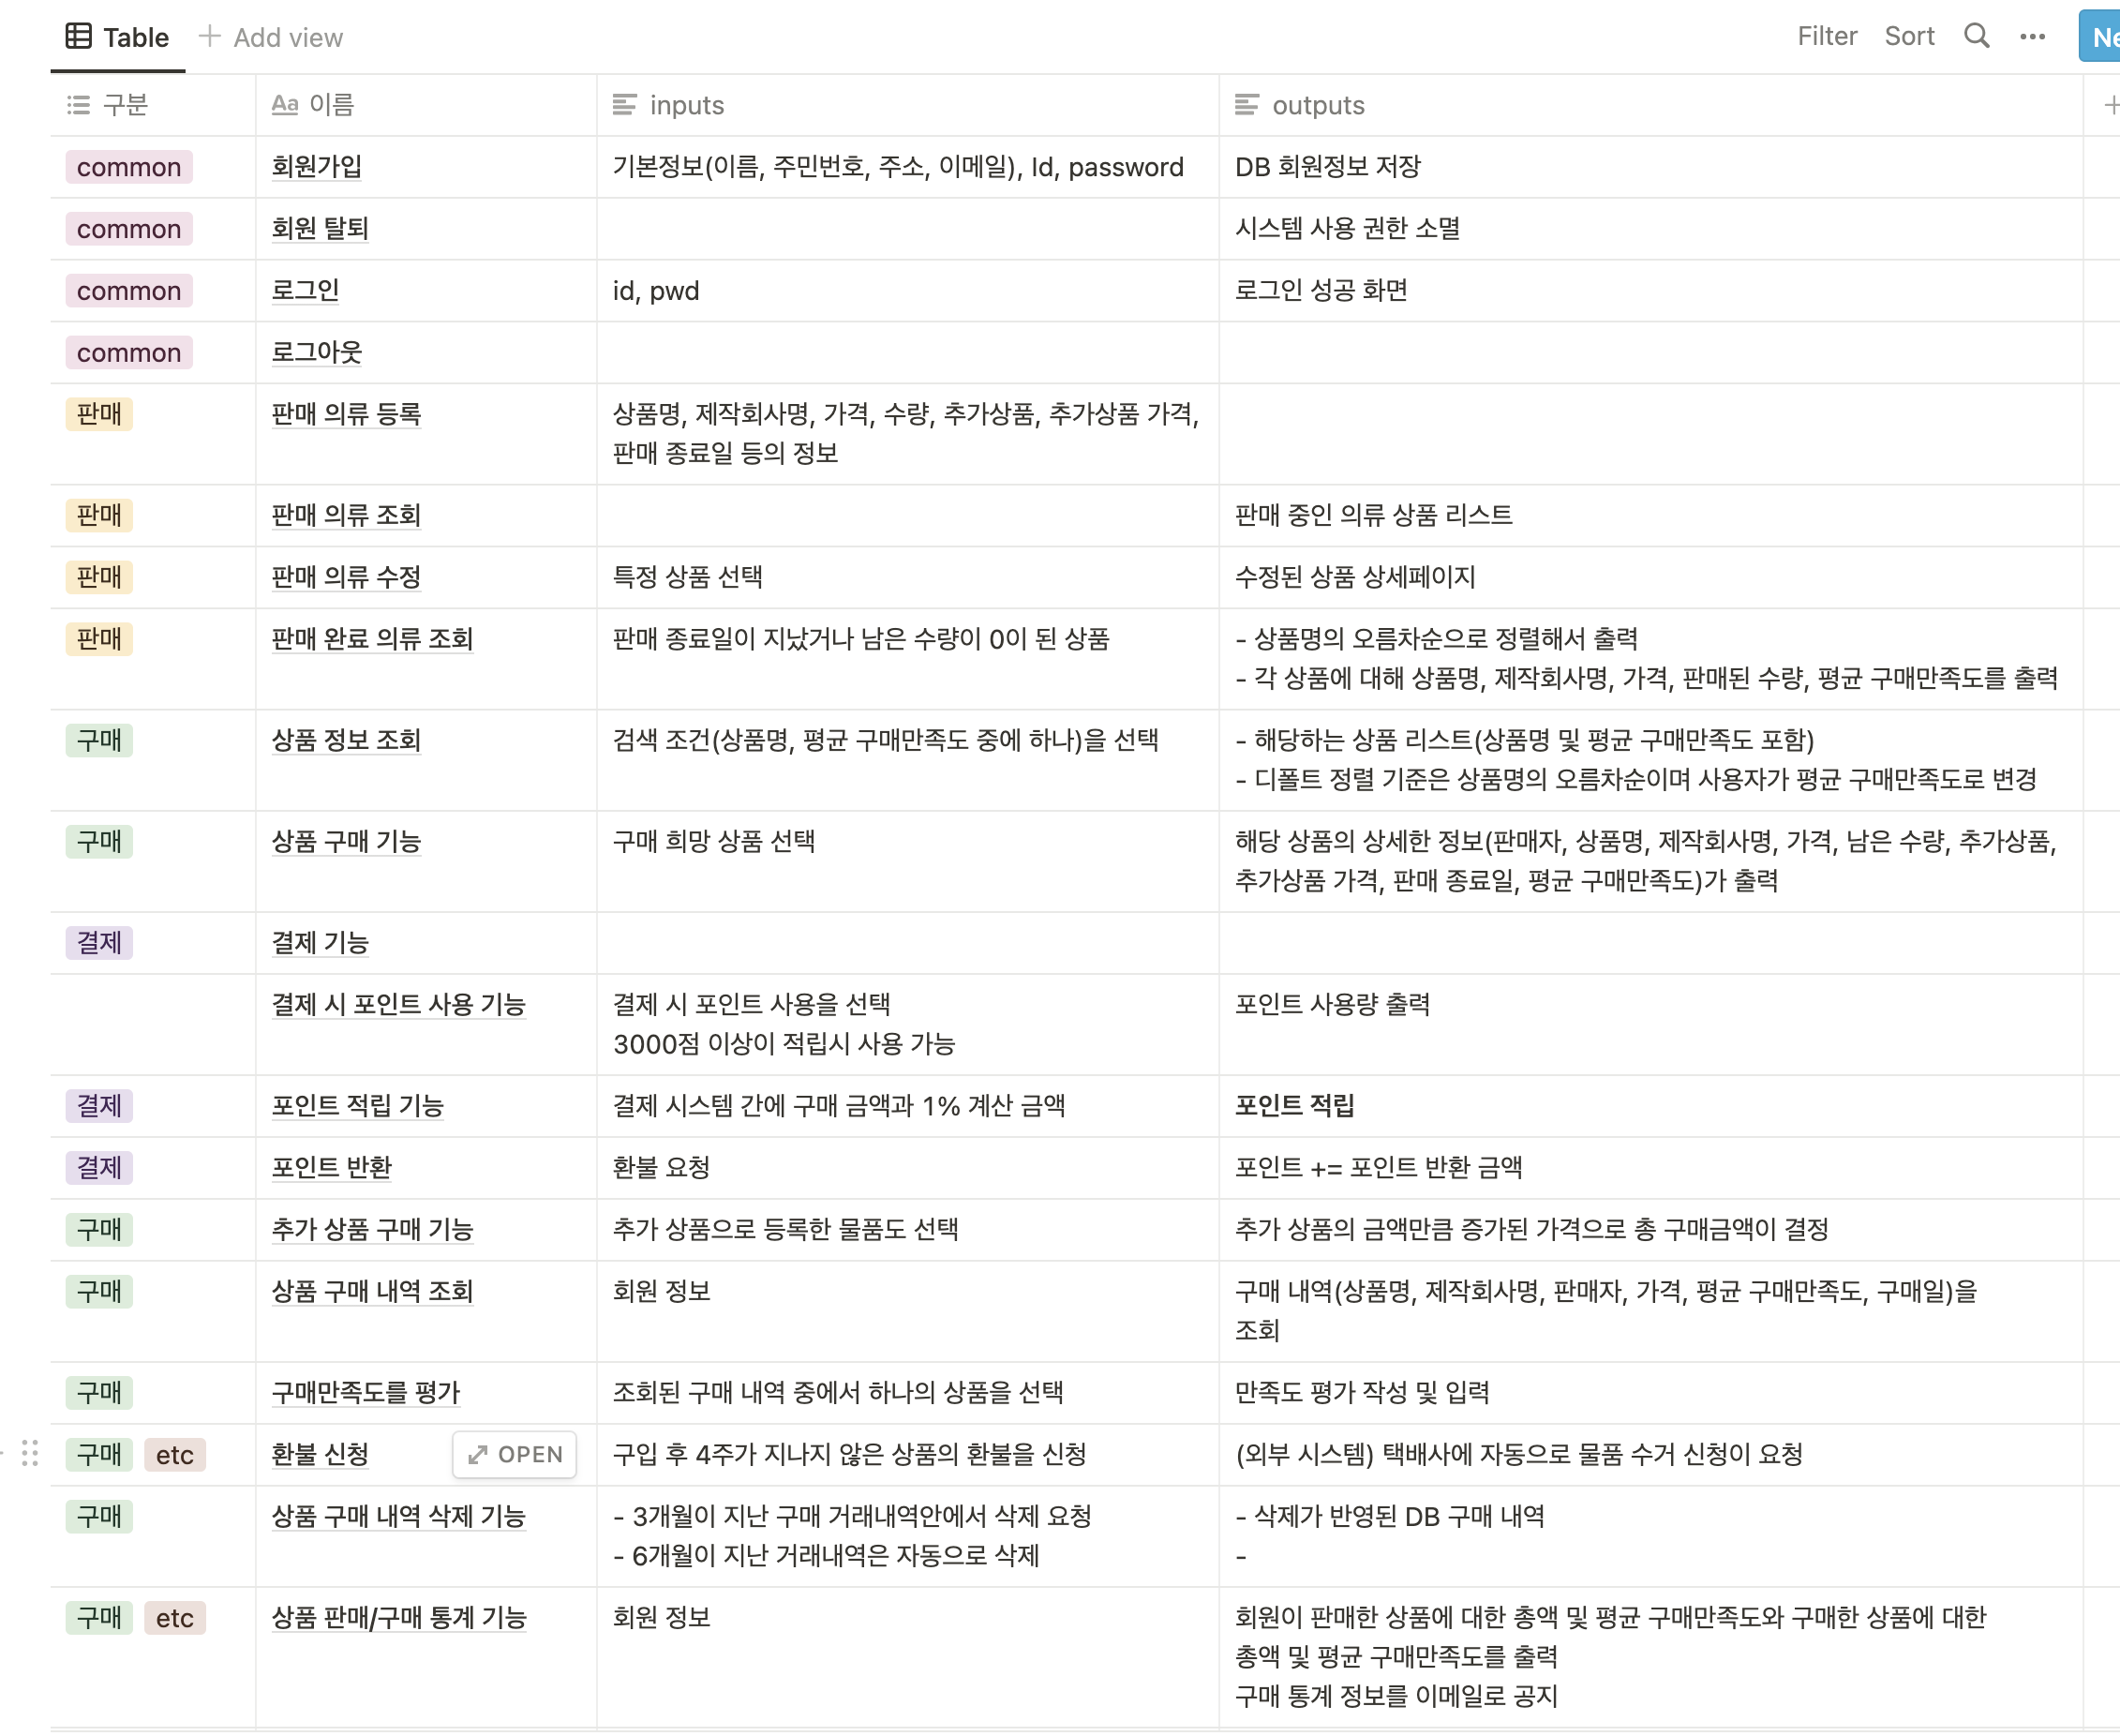 Table
Add view
Filter
Sort
Ne
구분
이름
inputs
outputs
common
회원가입
기본정보(이름, 주민번호, 주소, 이메일), Id, password
DB 회원정보 저장
common
회원 탈퇴
시스템 사용 권한 소멸
common
로그인
id, pwd
로그인 성공 화면
common
로그아웃
판매
판매 의류 등록
상품명, 제작회사명, 가격, 수량, 추가상품, 추가상품 가격,
판매 종료일 등의 정보
판매
판매 의류 조회
판매 중인 의류 상품 리스트
판매
판매 의류 수정
특정 상품 선택
수정된 상품 상세페이지
판매
판매 완료 의류 조회
판매 종료일이 지났거나 남은 수량이 0이 된 상품
- 상품명의 오름차순으로 정렬해서 출력
- 각 상품에 대해 상품명, 제작회사명, 가격, 판매된 수량, 평균 구매만족도를 출력
구매
상품 정보 조회
검색 조건(상품명, 평균 구매만족도 중에 하나)을 선택
- 해당하는 상품 리스트(상품명 및 평균 구매만족도 포함)
- 디폴트 정렬 기준은 상품명의 오름차순이며 사용자가 평균 구매만족도로 변경
구매
상품 구매 기능
구매 희망 상품 선택
해당 상품의 상세한 정보(판매자, 상품명, 제작회사명, 가격, 남은 수량, 추가상품,
추가상품 가격, 판매 종료일, 평균 구매만족도)가 출력
결제
결제 기능
결제 시 포인트 사용 기능
결제 시 포인트 사용을 선택
3000점 이상이 적립시 사용 가능
포인트 사용량 출력
결제
포인트 적립 기능
결제 시스템 간에 구매 금액과 1% 계산 금액
포인트 적립
결제
포인트 반환
환불 요청
포인트 += 포인트 반환 금액
구매
추가 상품 구매 기능
추가 상품으로 등록한 물품도 선택
추가 상품의 금액만큼 증가된 가격으로 총 구매금액이 결정
구매
상품 구매 내역 조회
회원 정보
구매 내역(상품명, 제작회사명, 판매자, 가격, 평균 구매만족도, 구매일)을
조회
구매
구매만족도를 평가
조회된 구매 내역 중에서 하나의 상품을 선택
만족도 평가 작성 및 입력
구매 etc
환불 신청
OPEN
구입 후 4주가 지나지 않은 상품의 환불을 신청
(외부 시스템) 택배사에 자동으로 물품 수거 신청이 요청
구매
상품 구매 내역 삭제 기능
- 3개월이 지난 구매 거래내역안에서 삭제 요청
- 6개월이 지난 거래내역은 자동으로 삭제
- 삭제가 반영된 DB 구매 내역
-
구매 etc
상품 판매/구매 통계 기능
회원 정보
회원이 판매한 상품에 대한 총액 및 평균 구매만족도와 구매한 상품에 대한
총액 및 평균 구매만족도를 출력
구매 통계 정보를 이메일로 공지